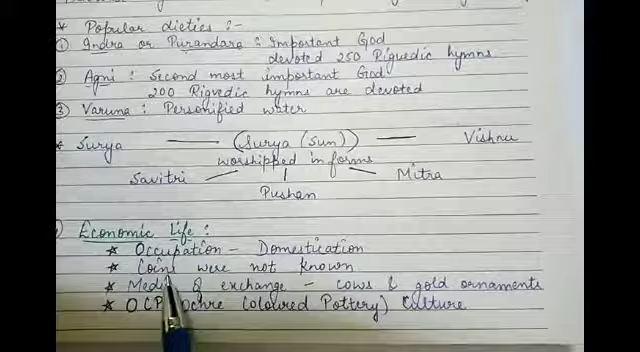 * Popular dieties :-
① Indra or Purandara : Important God
devoted 250 Rigvedic hymns
② Agni : Second most important God
200 Rigvedic hymns are devoted
③ Varuna : Personified water
* Surya — (Surya (Sun)) — Vishnu
worshipped in forms
Savitri Mitra
Pushan
Economic Life :
* Occupation - Domestication
* Coins were not known
* Medi of exchange - cows & gold ornaments
* OCP ochre Coloured Pottery) Culture